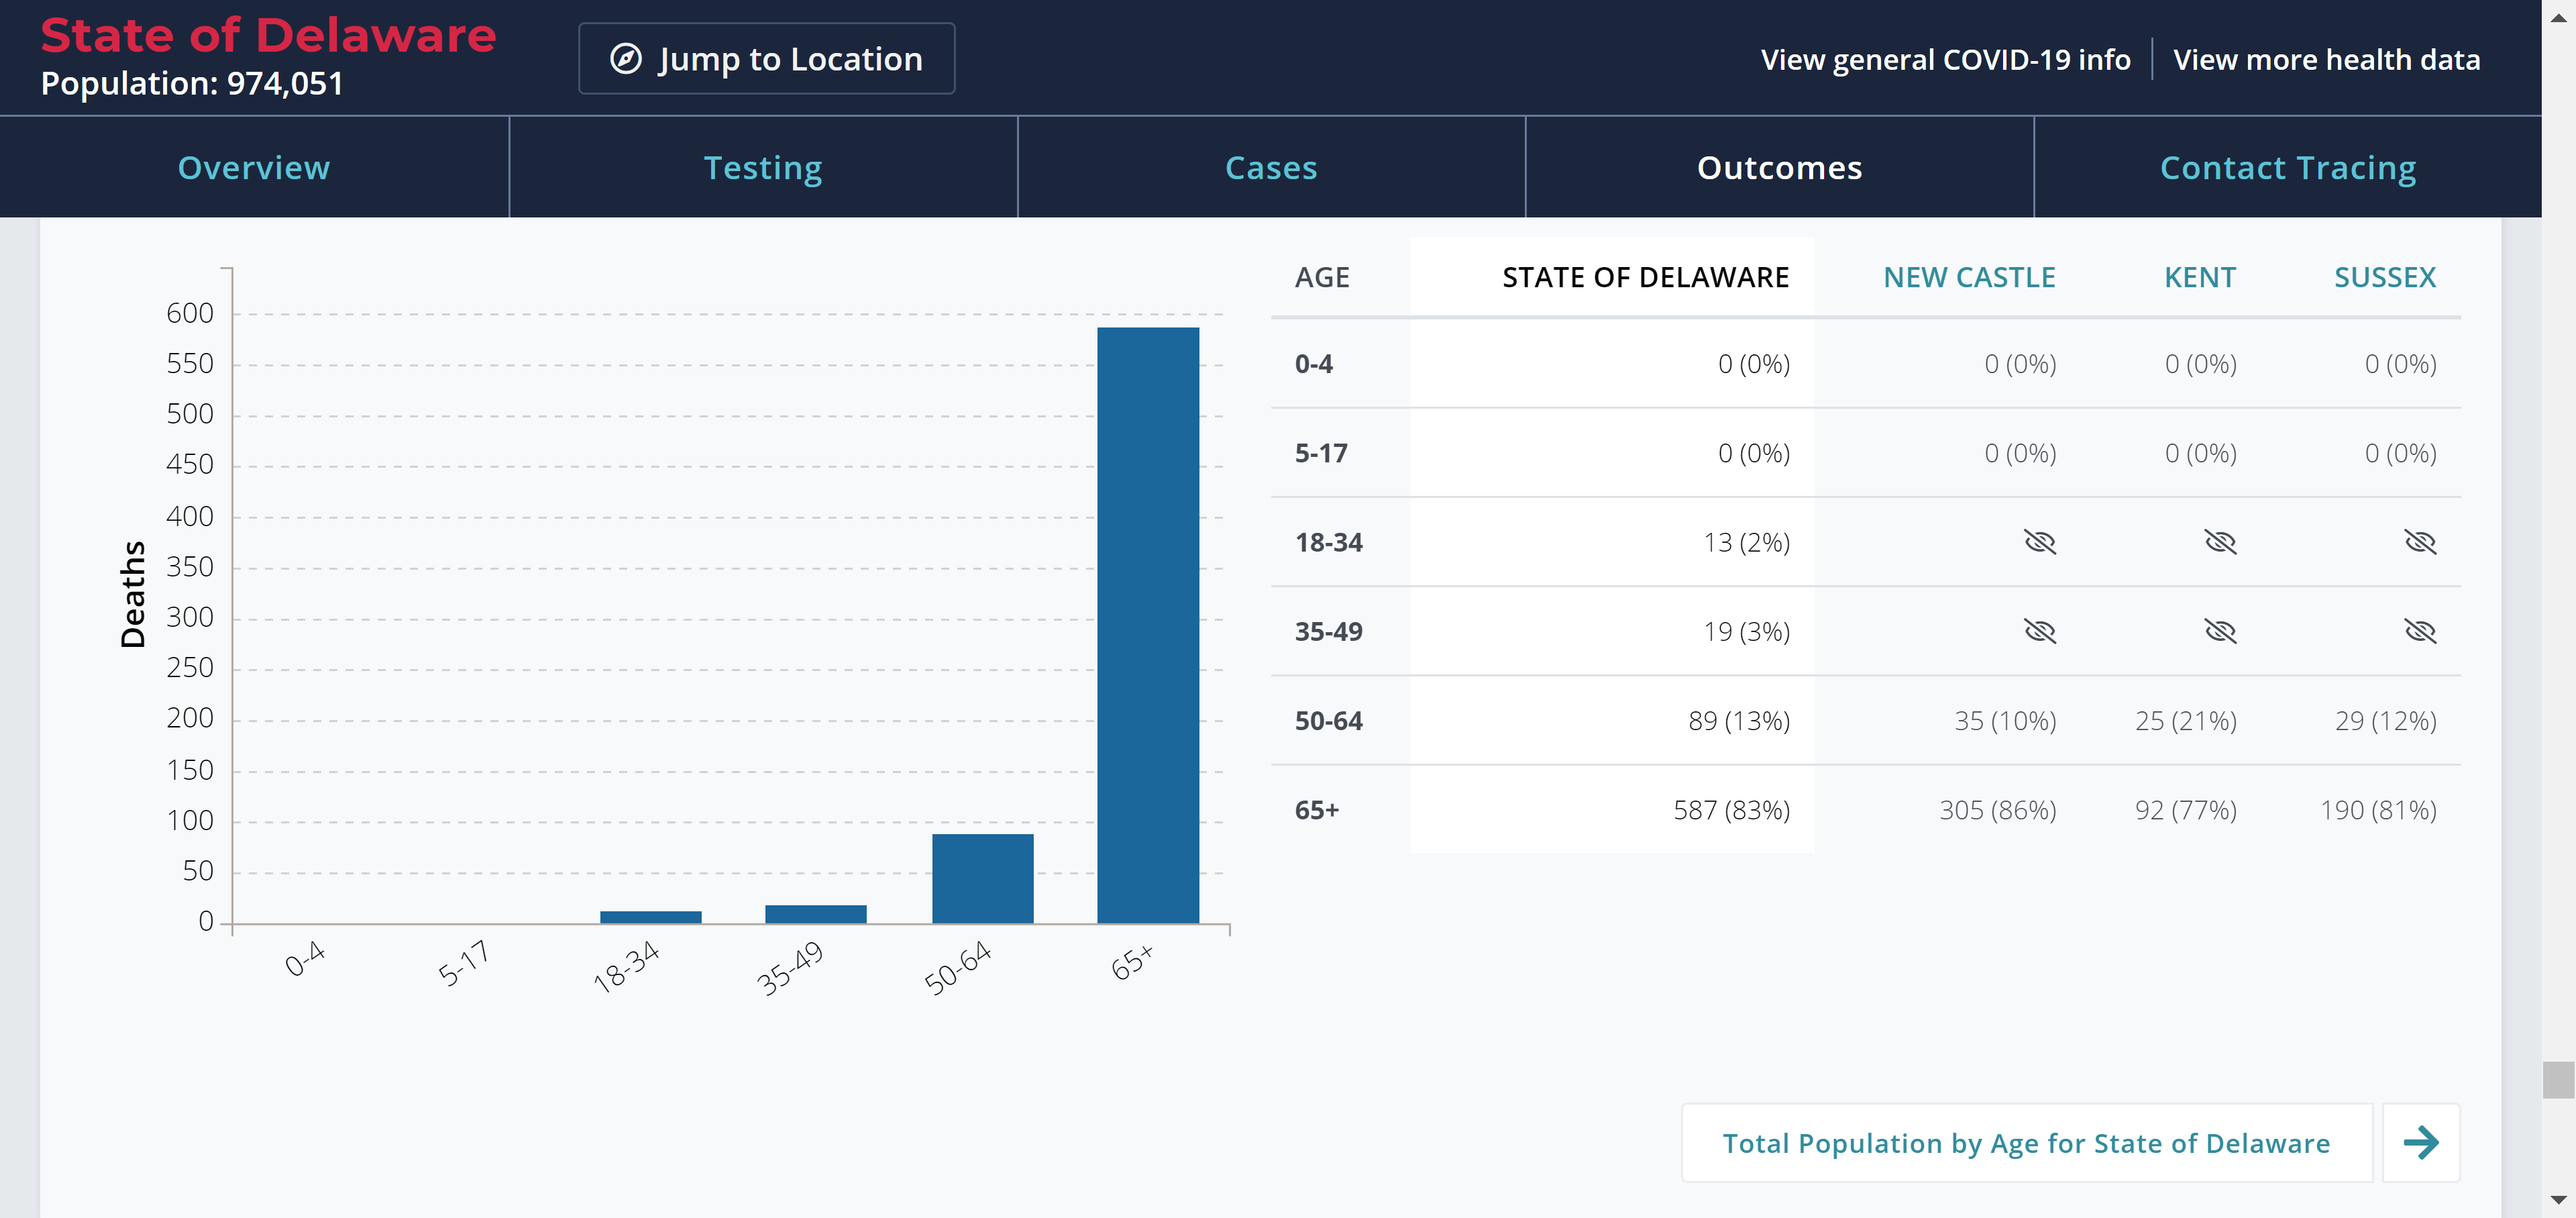 State of Delaware
Population: 974,051
Jump to Location
View general COVID-19 info
View more health data
Overview
Testing
Cases
Outcomes
Contact Tracing
Deaths
600
550
500
450
400
350
300
250
200
150
100
50
0
0-4
5-17
18-34
35-49
50-64
65+
AGE STATE OF DELAWARE NEW CASTLE KENT SUSSEX
0-4 0 (0%) 0 (0%) 0 (0%) 0 (0%)
5-17 0 (0%) 0 (0%) 0 (0%) 0 (0%)
18-34 13 (2%)
35-49 19 (3%)
50-64 89 (13%) 35 (10%) 25 (21%) 29 (12%)
65+ 587 (83%) 305 (86%) 92 (77%) 190 (81%)
Total Population by Age for State of Delaware